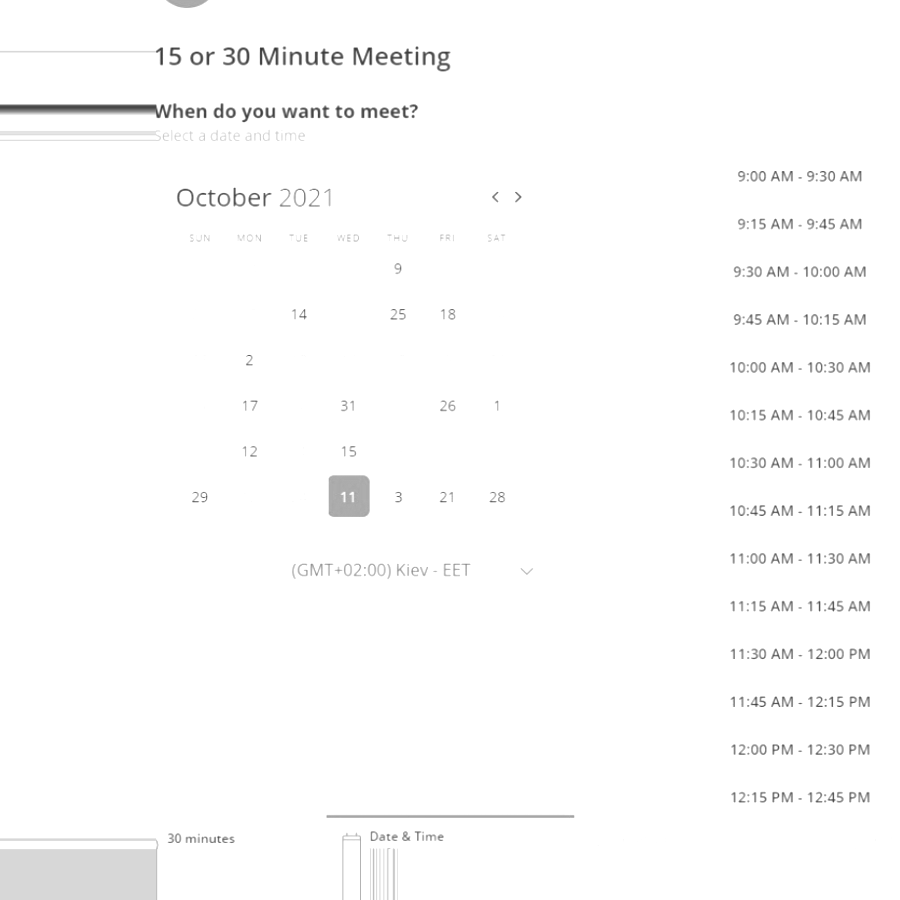 15 or 30 Minute Meeting
When do you want to meet?
Select a date and time
October 2021
SUN MON TUE WED THU FRI SAT
9
14 25 18
2
17 31 26 1
12 15
29 11 3 21 28
(GMT+02:00) Kiev - EET
9:00 AM - 9:30 AM
9:15 AM - 9:45 AM
9:30 AM - 10:00 AM
9:45 AM - 10:15 AM
10:00 AM - 10:30 AM
10:15 AM - 10:45 AM
10:30 AM - 11:00 AM
10:45 AM - 11:15 AM
11:00 AM - 11:30 AM
11:15 AM - 11:45 AM
11:30 AM - 12:00 PM
11:45 AM - 12:15 PM
12:00 PM - 12:30 PM
12:15 PM - 12:45 PM
30 minutes
Date & Time